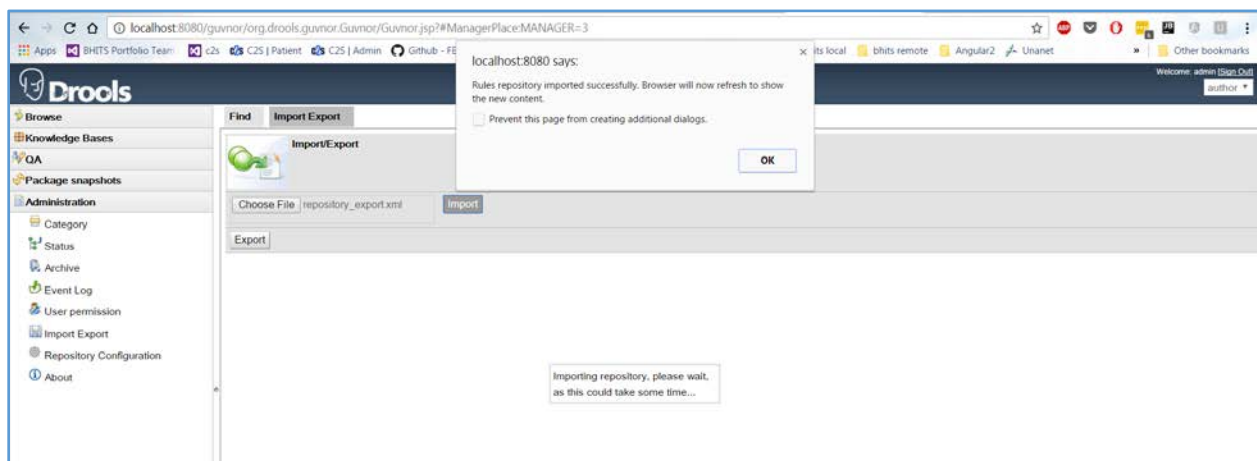 localhost:8080/guvnor/org.drools.guvnor.Guvnor/Guvnor.jsp?#ManagerPlace:MANAGER=3
Apps BHITS Portfolio Team c2s C2S | Patient C2S | Admin Github - FE its local bhits remote Angular2 Unanet » Other bookmarks
localhost:8080 says:
Rules repository imported successfully. Browser will now refresh to show
the new content.
Prevent this page from creating additional dialogs.
OK
Drools
Welcome: admin [Sign Out]
author
Browse
Knowledge Bases
QA
Package snapshots
Administration
Category
Status
Archive
Event Log
User permission
Import Export
Repository Configuration
About
Find Import Export
Import/Export
Choose File repository_export.xml Import
Export
Importing repository, please wait,
as this could take some time...